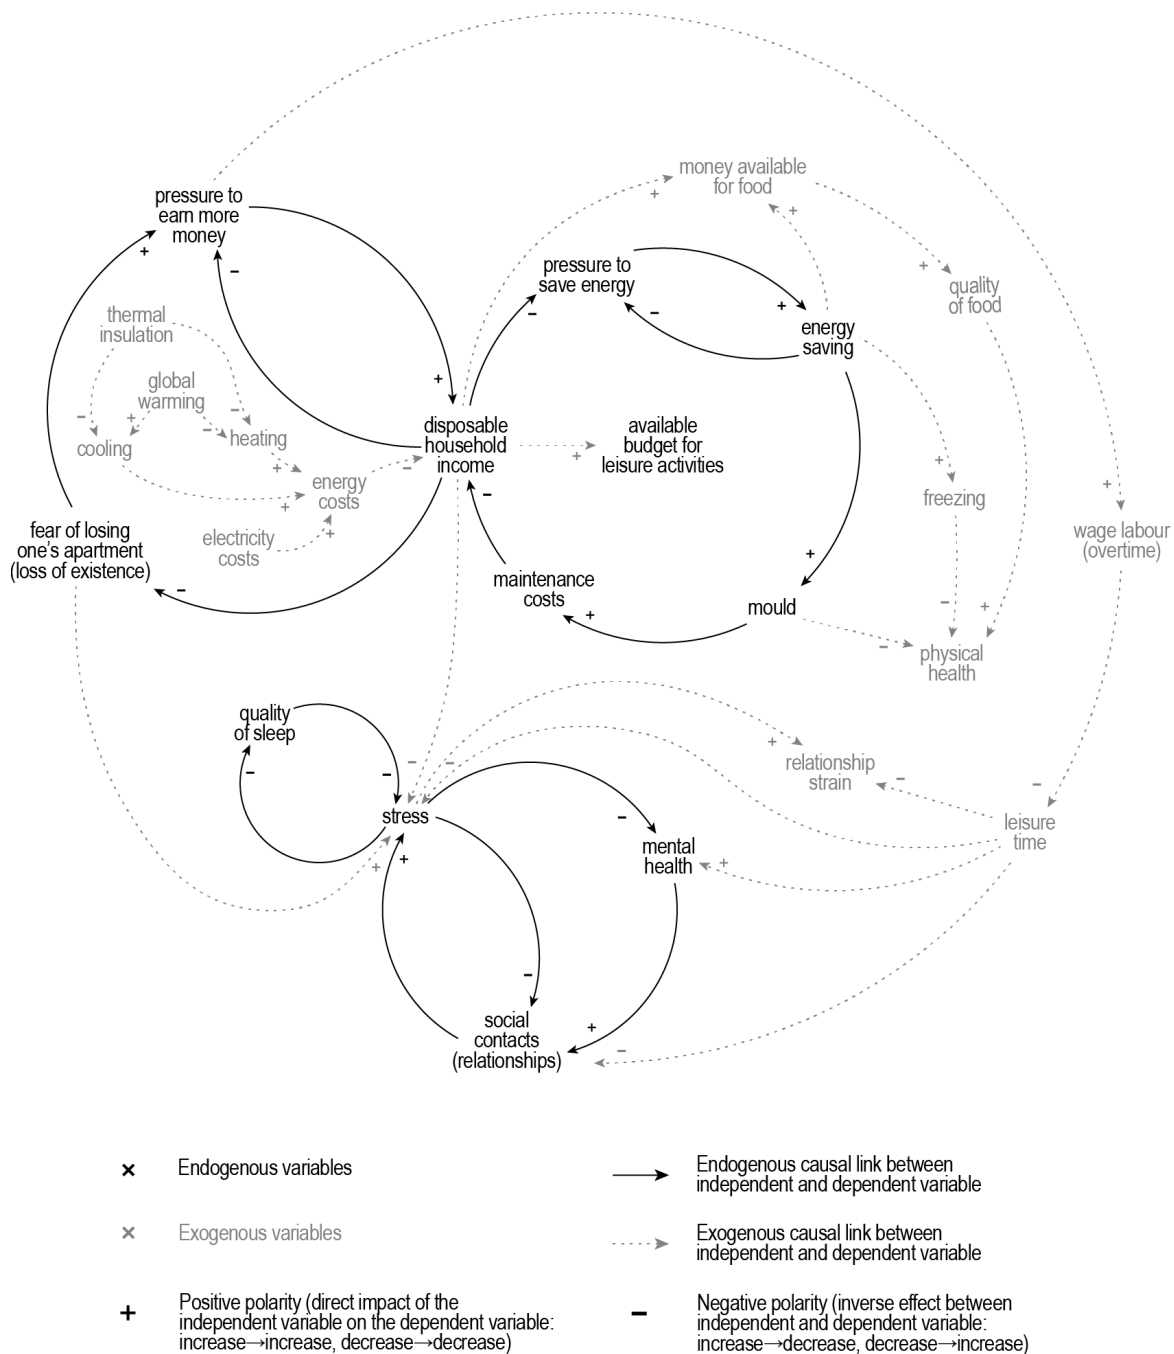 pressure to
earn more
money
+
−
money available
for food
+
+
pressure to
save energy
−
−
+
energy
saving
+
quality
of food
thermal
insulation
global
warming
−
+
−
−
cooling
heating
+
energy
costs
+
−
electricity
costs
+
+
disposable
household
income
+
available
budget for
leisure activities
+
freezing
+
wage labour
(overtime)
fear of losing
one's apartment
(loss of existence)
−
−
maintenance
costs
+
+
mould
−
−
+
physical
health
quality
of sleep
−
−
−
−
stress
+
+
+
relationship
strain
−
−
leisure
time
−
mental
health
+
−
social
contacts
(relationships)
+
−
× Endogenous variables
Endogenous causal link between
independent and dependent variable
× Exogenous variables
Exogenous causal link between
independent and dependent variable
+ Positive polarity (direct impact of the
independent variable on the dependent variable:
increase→increase, decrease→decrease)
− Negative polarity (inverse effect between
independent and dependent variable:
increase→decrease, decrease→increase)